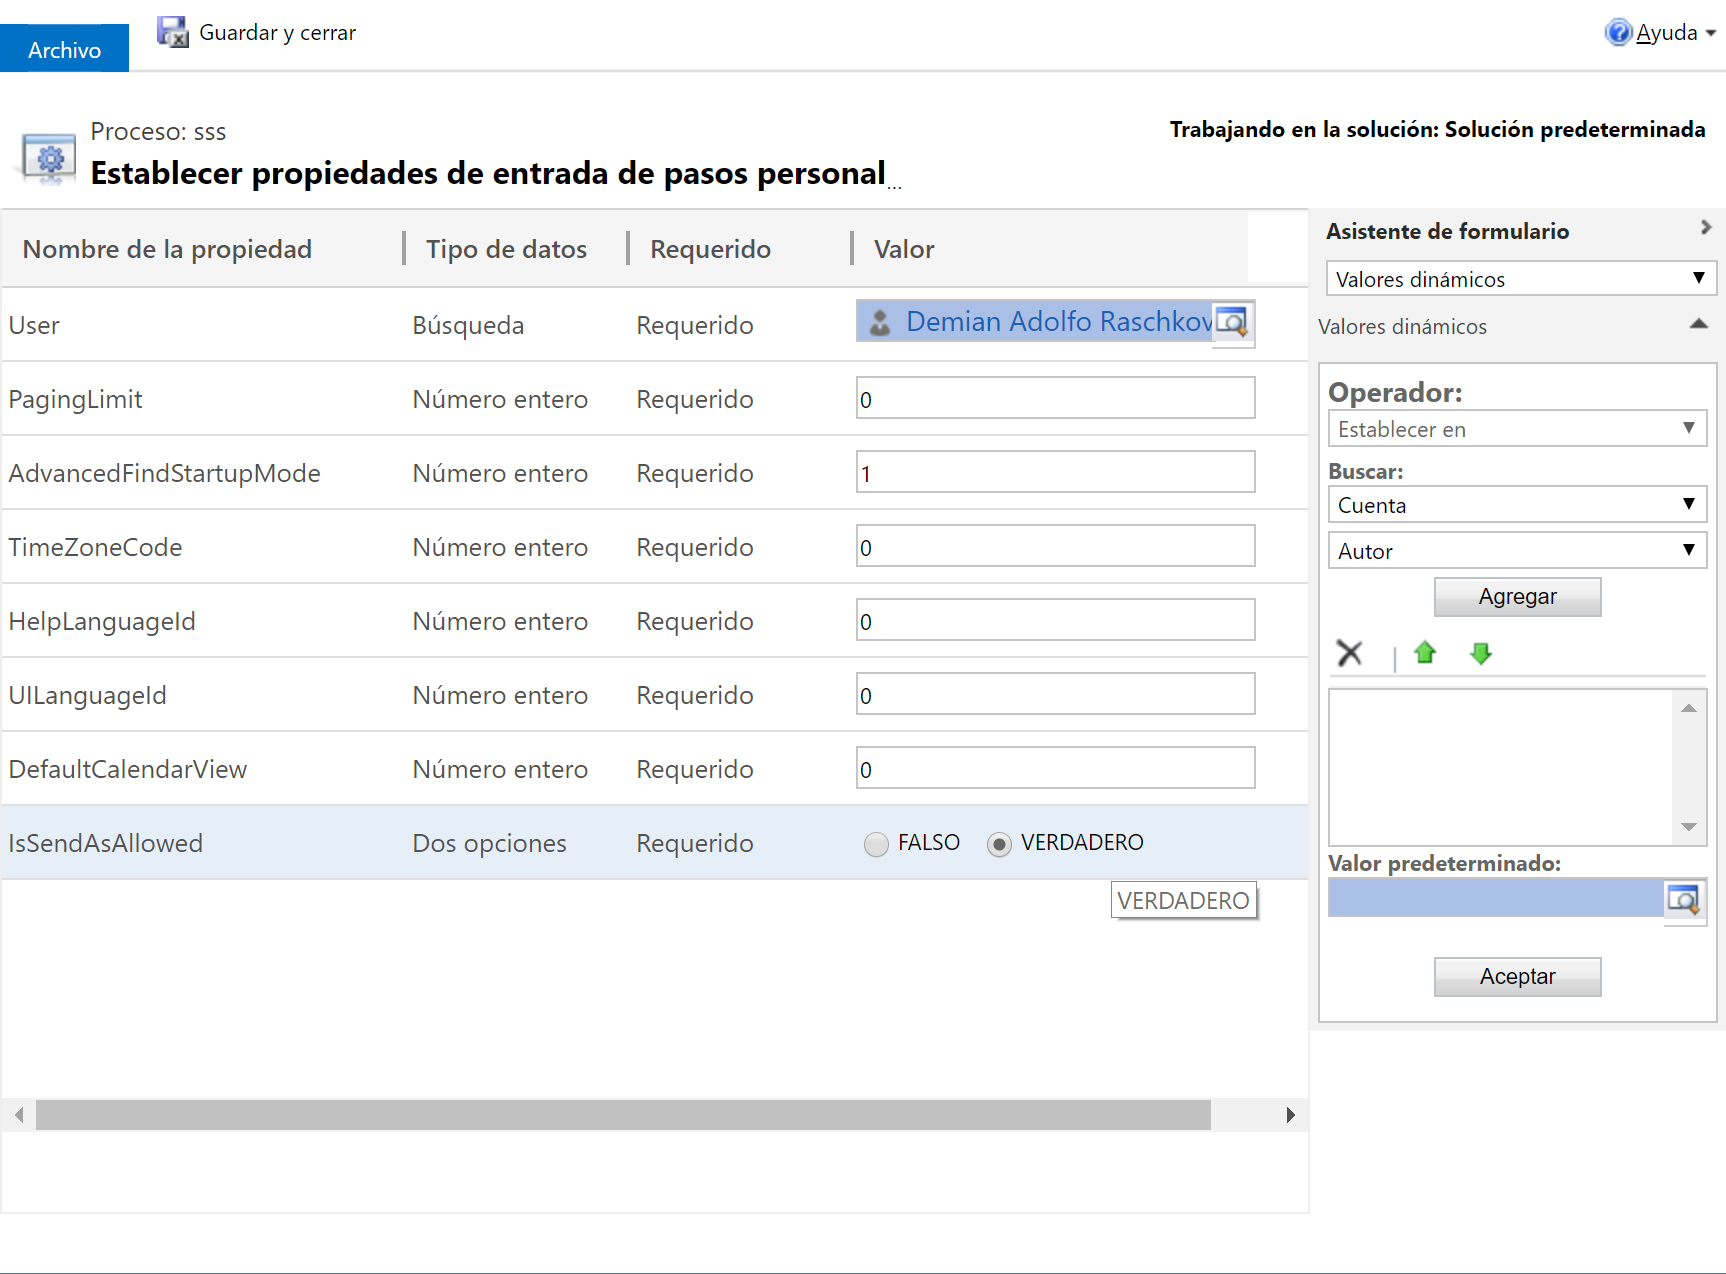 Archivo
Guardar y cerrar
Ayuda
Proceso: sss
Establecer propiedades de entrada de pasos personal...
Trabajando en la solución: Solución predeterminada
Nombre de la propiedad Tipo de datos Requerido Valor
User Búsqueda Requerido Demian Adolfo Raschkov
PagingLimit Número entero Requerido 0
AdvancedFindStartupMode Número entero Requerido 1
TimeZoneCode Número entero Requerido 0
HelpLanguageId Número entero Requerido 0
UILanguageId Número entero Requerido 0
DefaultCalendarView Número entero Requerido 0
IsSendAsAllowed Dos opciones Requerido FALSO VERDADERO
VERDADERO
Asistente de formulario
Valores dinámicos
Valores dinámicos
Operador:
Establecer en
Buscar:
Cuenta
Autor
Agregar
Valor predeterminado:
Aceptar